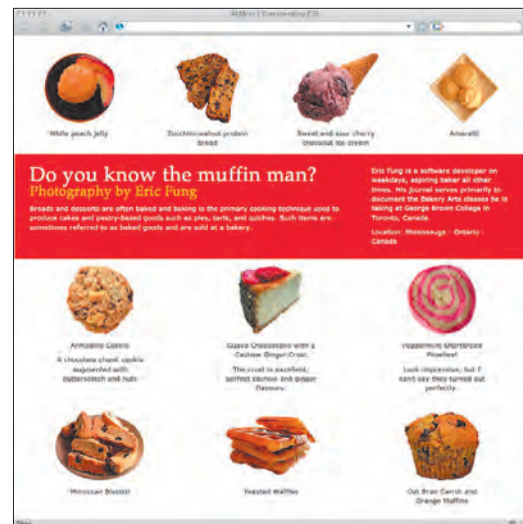 White peach jelly
Zucchini-walnut protein
bread
Sweet and sour cherry
choconut ice cream
Amaretti
Do you know the muffin man?
Photography by Eric Fung
Breads and desserts are often baked and baking is the primary cooking technique used to
produce cakes and pastry-based goods such as pies, tarts, and quiches. Such items are
sometimes referred to as baked goods and are sold at a bakery.
Eric Fung is a software developer on
weekdays, aspiring baker all other
times. His journal serves primarily to
document the Bakery Arts classes he is
taking at George Brown College in
Toronto, Canada.
Location: Mississauga - Ontario -
Canada
Armadillo Cookie
A chocolate chunk cookie
augmented with
butterscotch and nuts
Guava Cheesecake with a
Cashew Ginger Crust
The crust is excellent;
perfect cashew and ginger
flavours.
Peppermint Shortbread
Pinwheel
Look impressive, but I
can't say they turned out
perfectly.
Moroccan Biscotti
Toasted Waffles
Oat Bran Carrot and
Orange Muffins